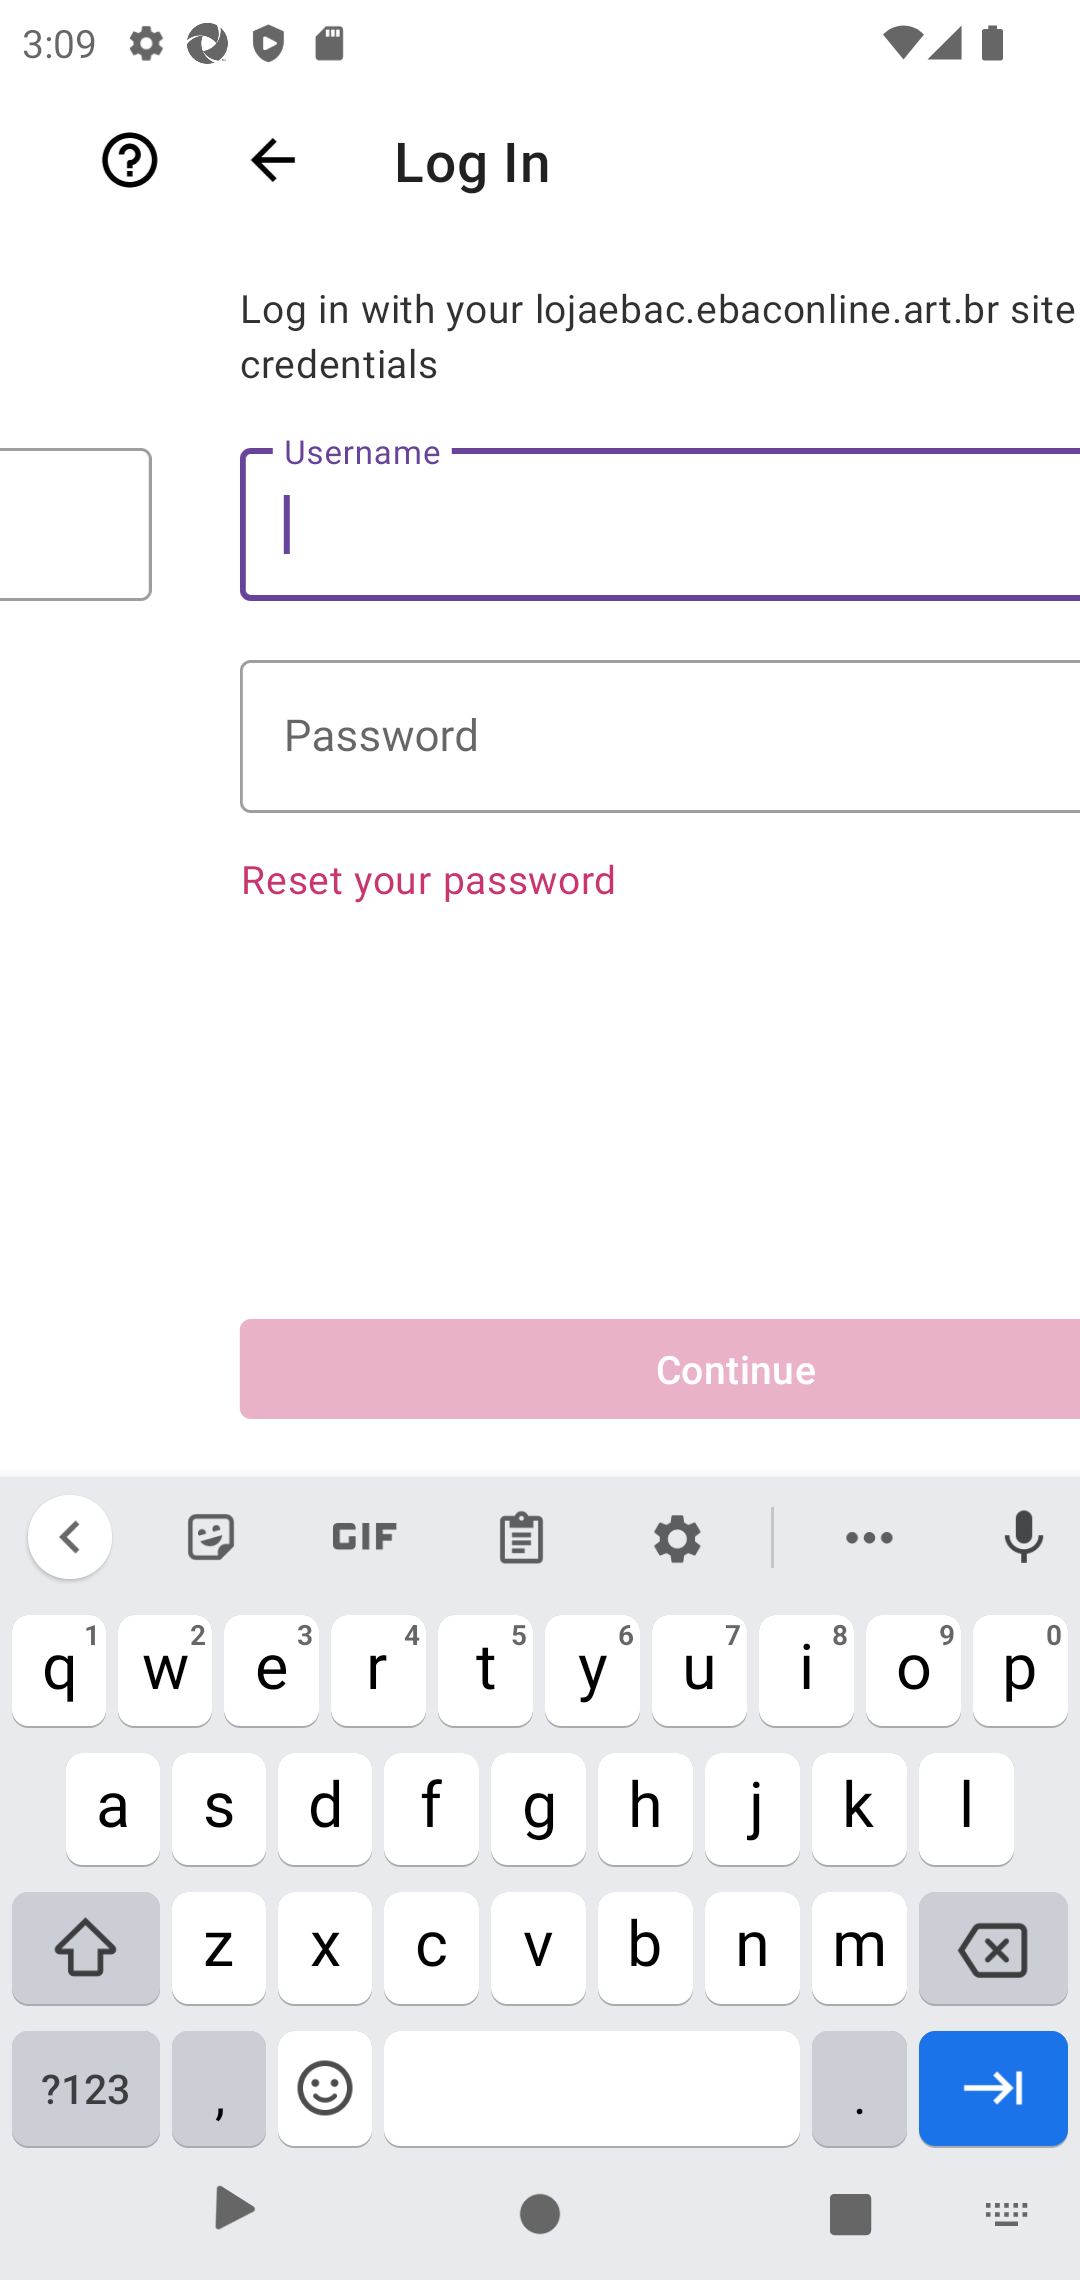 3:09
Log In
Log in with your lojaebac.ebaconline.art.br site
credentials
Username
Password
Reset your password
Continue
GIF
q 1 w 2 e 3 r 4 t 5 y 6 u 7 i 8 o 9 p 0
a s d f g h j k l
z x c v b n m
?123 , .